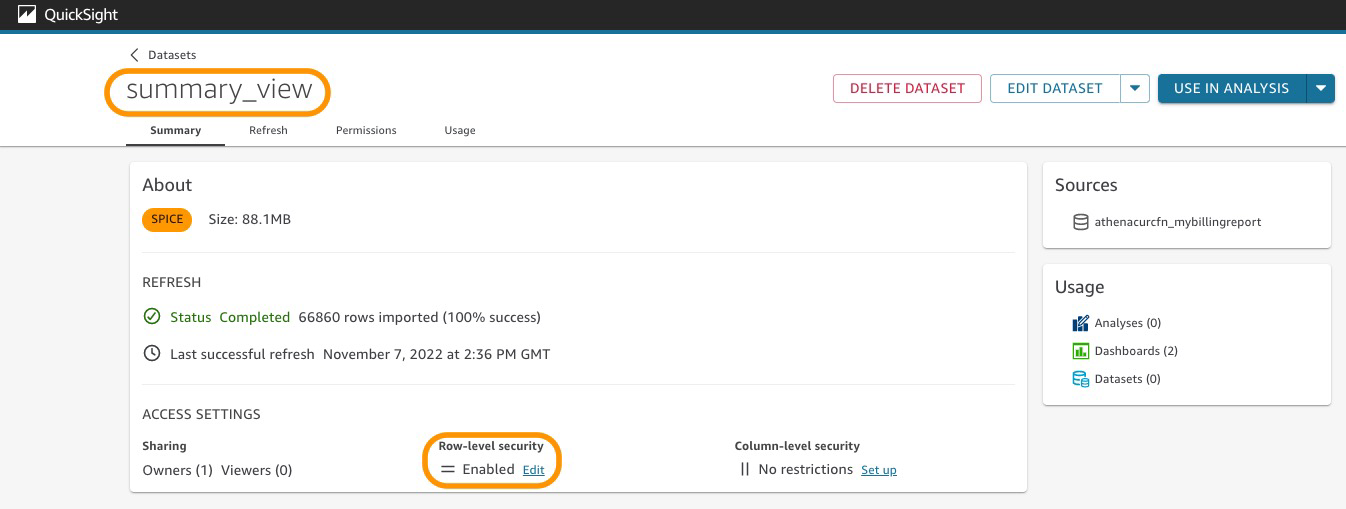 QuickSight
Datasets
summary_view
DELETE DATASET EDIT DATASET USE IN ANALYSIS
Summary Refresh Permissions Usage
About
SPICE Size: 88.1MB
REFRESH
Status Completed 66860 rows imported (100% success)
Last successful refresh November 7, 2022 at 2:36 PM GMT
ACCESS SETTINGS
Sharing Row-level security Column-level security
Owners (1) Viewers (0) Enabled Edit No restrictions Set up
Sources
athenacurcfn_mybillingreport
Usage
Analyses (0)
Dashboards (2)
Datasets (0)